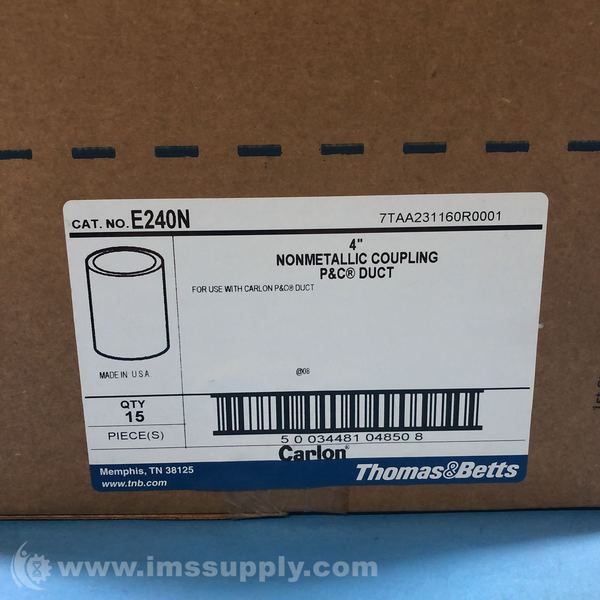 CAT. NO. E240N
7TAA231160R0001
4"
NONMETALLIC COUPLING
P&C® DUCT
FOR USE WITH CARLON P&C® DUCT
MADE IN U.S.A.
@08
QTY
15
PIECE(S)
5 0 034481 04850 8
Carlon®
Memphis, TN 38125
www.tnb.com
Thomas&Betts
www.imssupply.com